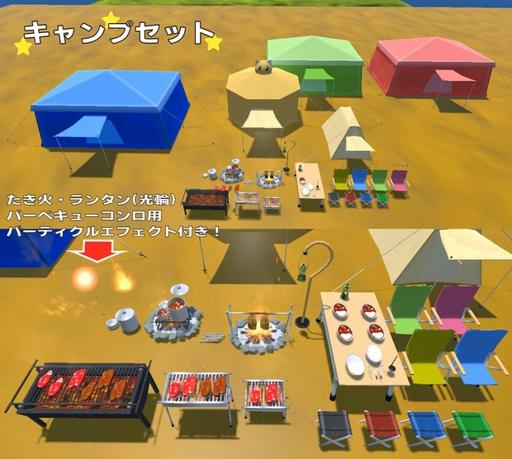 キャンプセット
たき火・ランタン(光輪)
バーベキューコンロ用
パーティクルエフェクト付き！